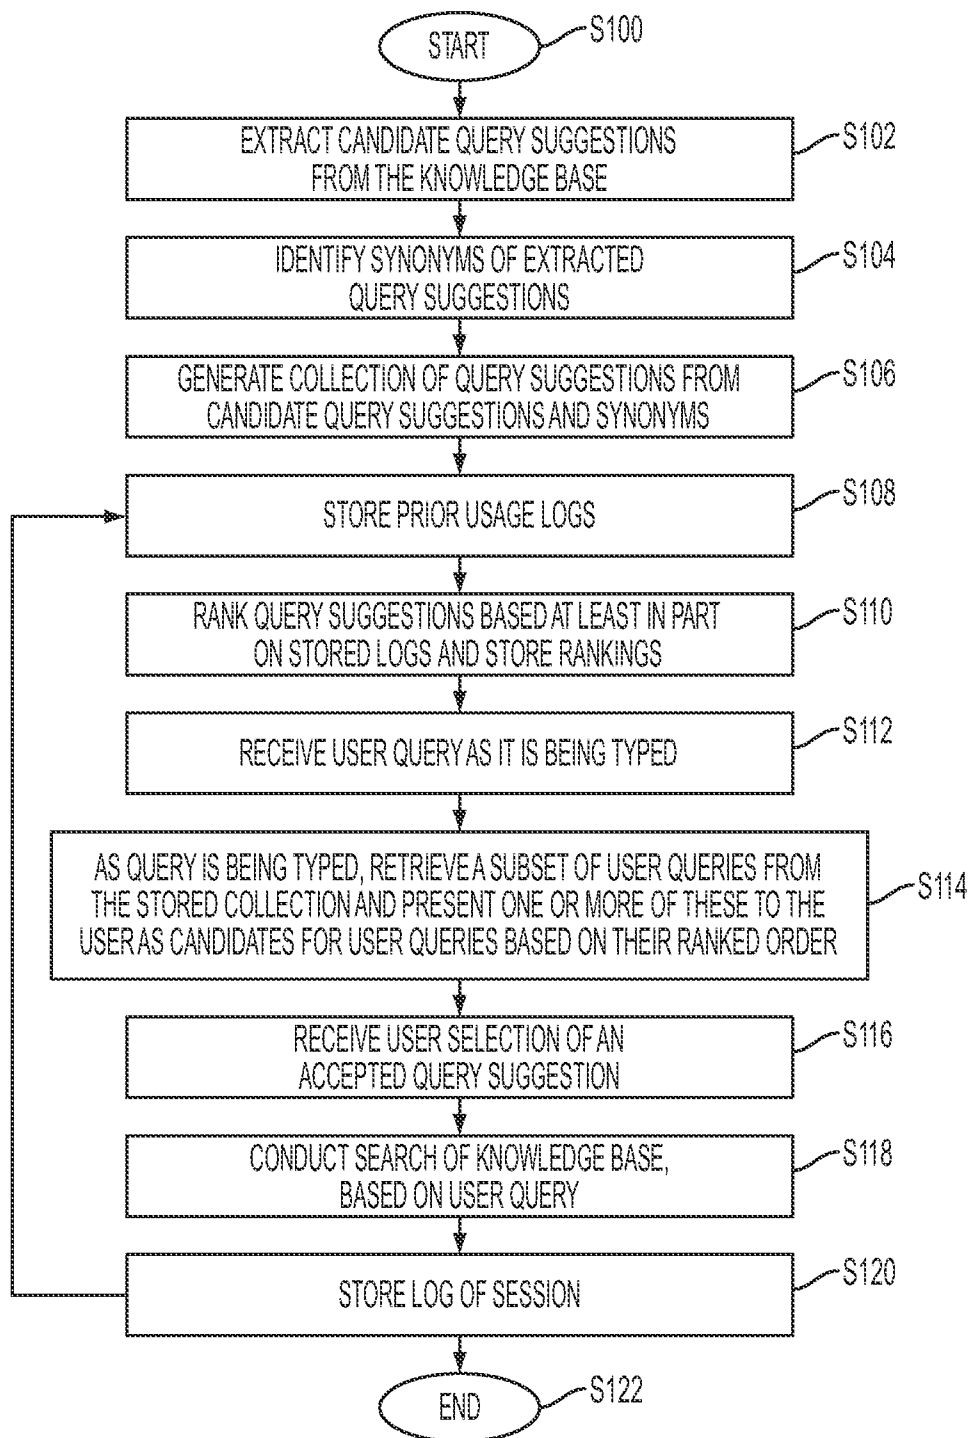 START
S100
EXTRACT CANDIDATE QUERY SUGGESTIONS
FROM THE KNOWLEDGE BASE
S102
IDENTIFY SYNONYMS OF EXTRACTED
QUERY SUGGESTIONS
S104
GENERATE COLLECTION OF QUERY SUGGESTIONS FROM
CANDIDATE QUERY SUGGESTIONS AND SYNONYMS
S106
STORE PRIOR USAGE LOGS
S108
RANK QUERY SUGGESTIONS BASED AT LEAST IN PART
ON STORED LOGS AND STORE RANKINGS
S110
RECEIVE USER QUERY AS IT IS BEING TYPED
S112
AS QUERY IS BEING TYPED, RETRIEVE A SUBSET OF USER QUERIES FROM
THE STORED COLLECTION AND PRESENT ONE OR MORE OF THESE TO THE
USER AS CANDIDATES FOR USER QUERIES BASED ON THEIR RANKED ORDER
S114
RECEIVE USER SELECTION OF AN
ACCEPTED QUERY SUGGESTION
S116
CONDUCT SEARCH OF KNOWLEDGE BASE,
BASED ON USER QUERY
S118
STORE LOG OF SESSION
S120
END
S122